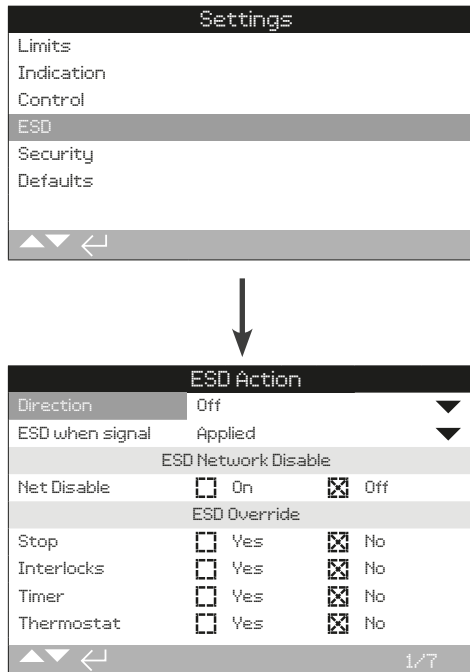 Settings
Limits
Indication
Control
ESD
Security
Defaults
ESD Action
Direction Off
ESD when signal Applied
ESD Network Disable
Net Disable On Off
ESD Override
Stop Yes No
Interlocks Yes No
Timer Yes No
Thermostat Yes No
1/7